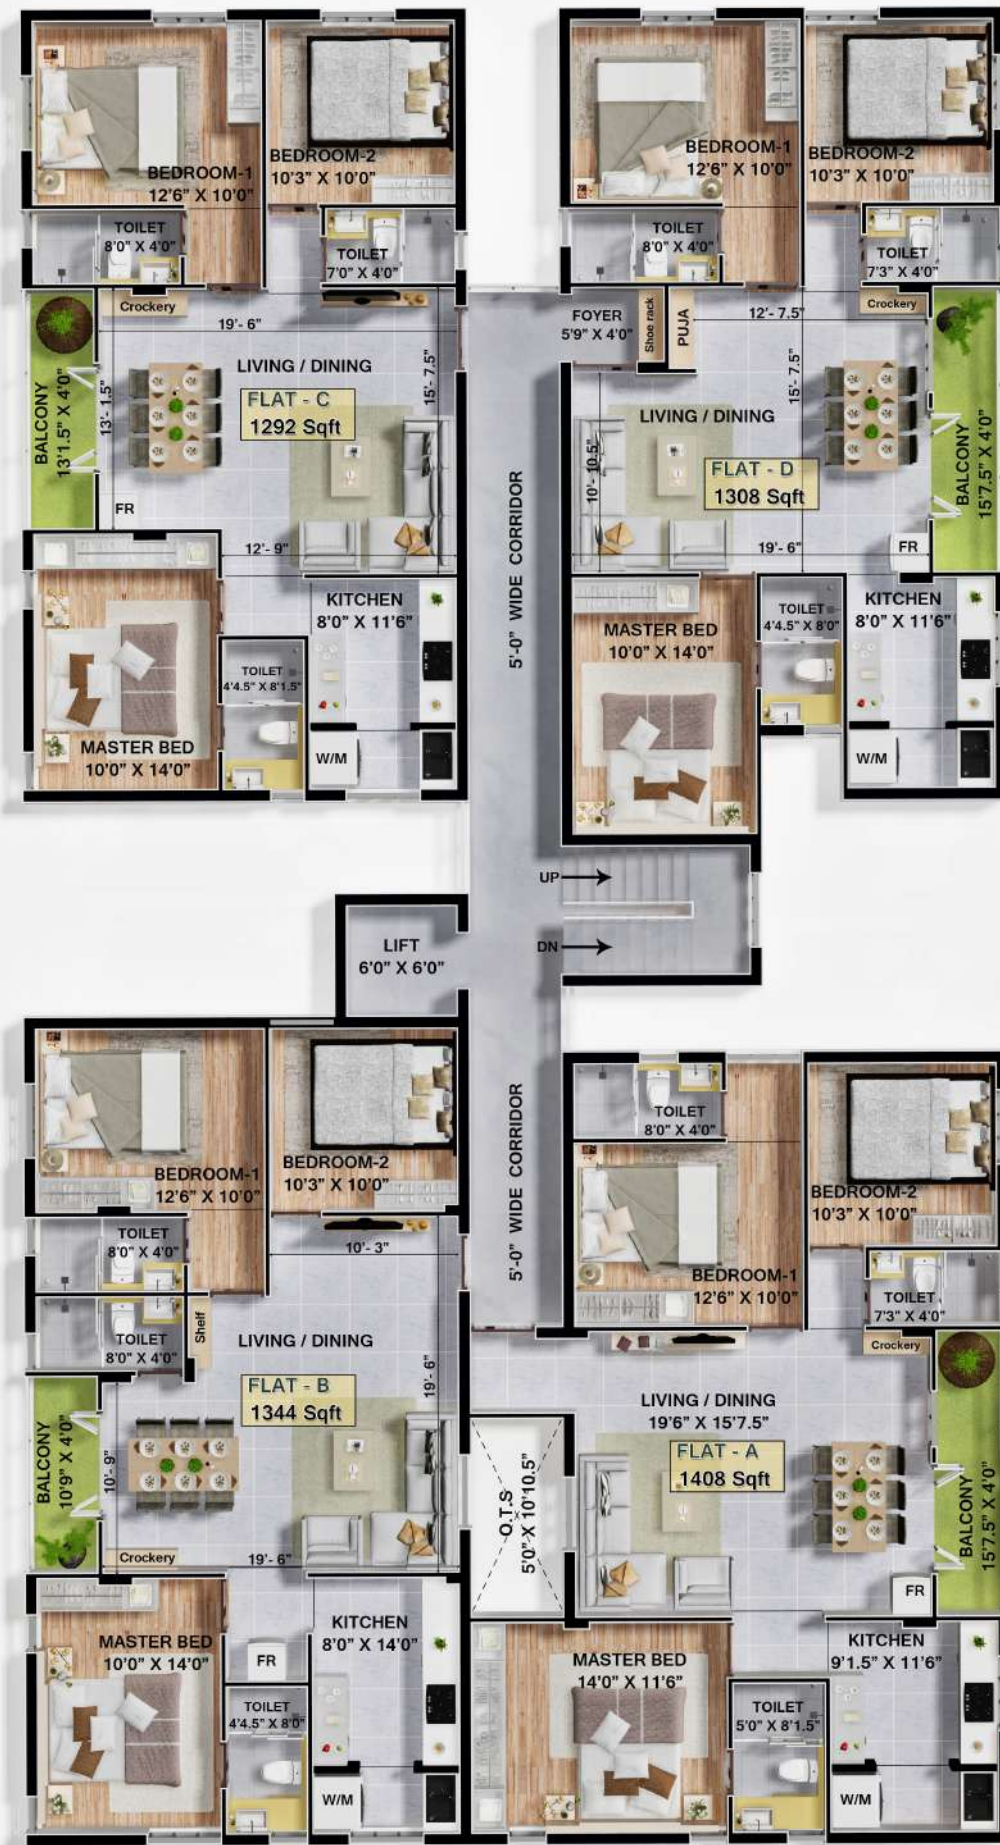 BEDROOM-1
12'6" X 10'0"
BEDROOM-2
10'3" X 10'0"
TOILET
8'0" X 4'0"
TOILET
7'0" X 4'0"
Crockery
19'- 6"
LIVING / DINING
15'- 7.5"
FLAT - C
1292 Sqft
BALCONY
13'1.5" X 4'0"
13'- 1.5"
FR
12'- 9"
KITCHEN
8'0" X 11'6"
TOILET
4'4.5" X 8'1.5"
MASTER BED
10'0" X 14'0"
W/M
5'-0" WIDE CORRIDOR
BEDROOM-1
12'6" X 10'0"
BEDROOM-2
10'3" X 10'0"
TOILET
8'0" X 4'0"
TOILET
7'3" X 4'0"
FOYER
5'9" X 4'0"
Shoe rack
PUJA
12'- 7.5"
Crockery
15'- 7.5"
LIVING / DINING
10'- 10.5"
FLAT - D
1308 Sqft
BALCONY
15'7.5" X 4'0"
19'- 6"
FR
MASTER BED
10'0" X 14'0"
TOILET
4'4.5" X 8'0"
KITCHEN
8'0" X 11'6"
W/M
UP
DN
LIFT
6'0" X 6'0"
5'-0" WIDE CORRIDOR
BEDROOM-1
12'6" X 10'0"
BEDROOM-2
10'3" X 10'0"
TOILET
8'0" X 4'0"
TOILET
8'0" X 4'0"
Shelf
10'- 3"
LIVING / DINING
19'- 6"
FLAT - B
1344 Sqft
BALCONY
10'9" X 4'0"
10'- 9"
Crockery
19'- 6"
MASTER BED
10'0" X 14'0"
FR
KITCHEN
8'0" X 14'0"
TOILET
4'4.5" X 8'0"
W/M
TOILET
8'0" X 4'0"
BEDROOM-2
10'3" X 10'0"
BEDROOM-1
12'6" X 10'0"
TOILET
7'3" X 4'0"
Crockery
LIVING / DINING
19'6" X 15'7.5"
FLAT - A
1408 Sqft
O.T.S
5'0" X 10'10.5"
BALCONY
15'7.5" X 4'0"
FR
MASTER BED
14'0" X 11'6"
KITCHEN
9'1.5" X 11'6"
TOILET
5'0" X 8'1.5"
W/M